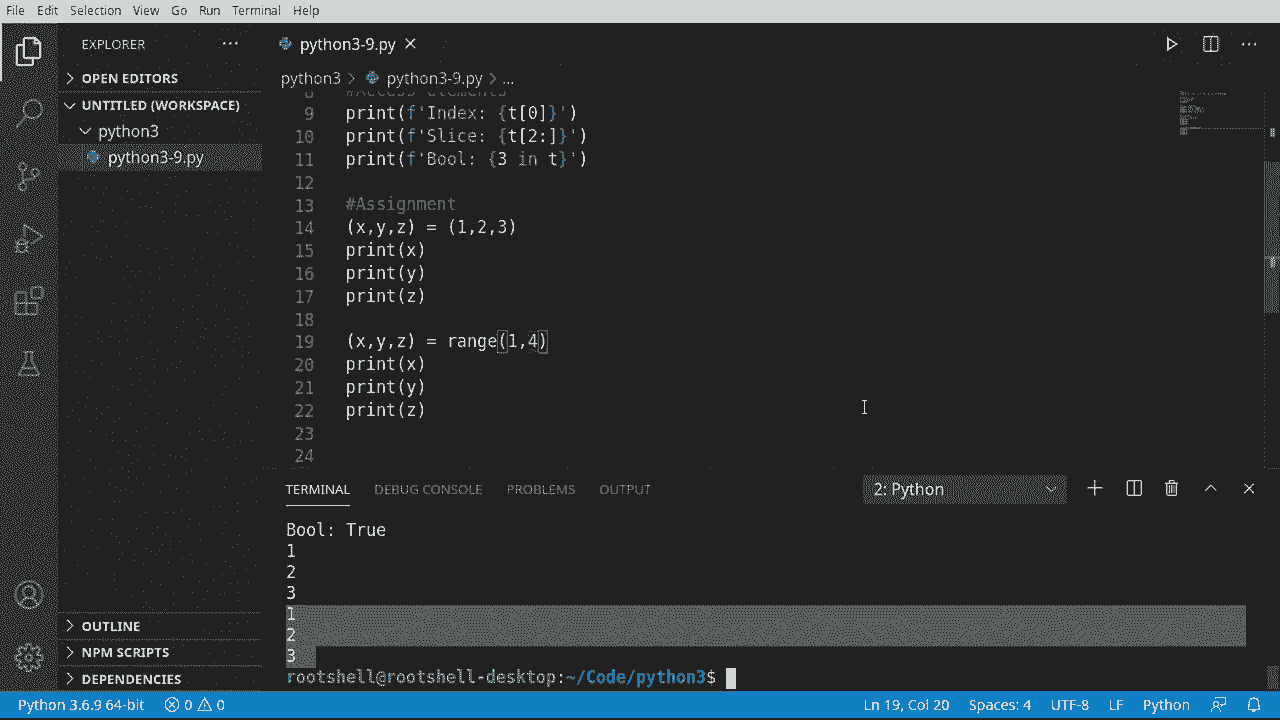 File Edit Selection View Go Run Terminal Help
EXPLORER ...
OPEN EDITORS
UNTITLED (WORKSPACE)
python3
python3-9.py
OUTLINE
NPM SCRIPTS
DEPENDENCIES
python3-9.py
python3 > python3-9.py > ...
8 #Access elements
9 print(f'Index: {t[0]}')
10 print(f'Slice: {t[2:]}')
11 print(f'Bool: {3 in t}')
12
13 #Assignment
14 (x,y,z) = (1,2,3)
15 print(x)
16 print(y)
17 print(z)
18
19 (x,y,z) = range(1,4)
20 print(x)
21 print(y)
22 print(z)
23
24
TERMINAL DEBUG CONSOLE PROBLEMS OUTPUT 2: Python
Bool: True
1
2
3
1
2
3
rootshell@rootshell-desktop:~/Code/python3$
Python 3.6.9 64-bit 0 0 Ln 19, Col 20 Spaces: 4 UTF-8 LF Python